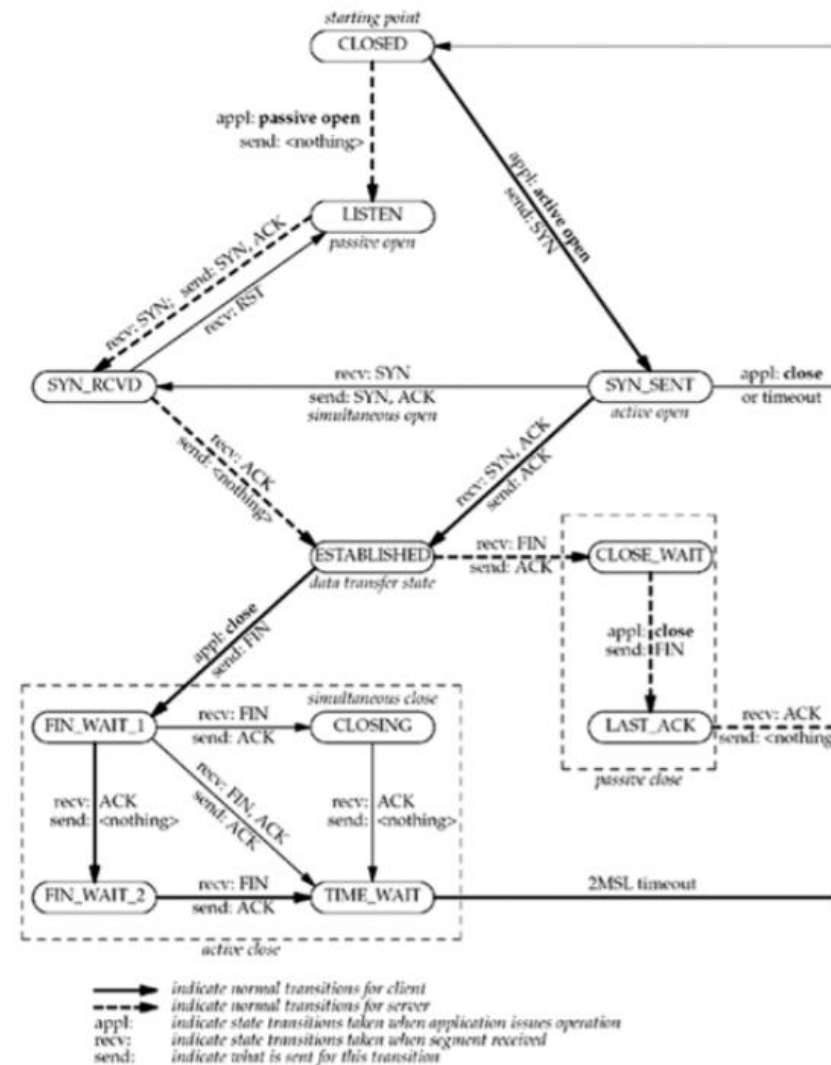 starting point
CLOSED
appl: passive open
send: <nothing>
appl: active open
send: SYN
LISTEN
passive open
recv: SYN; send: SYN, ACK
recv: RST
SYN_RCVD
recv: SYN
send: SYN, ACK
simultaneous open
SYN_SENT
active open
appl: close
or timeout
recv: ACK
send: <nothing>
recv: SYN, ACK
send: ACK
ESTABLISHED
data transfer state
recv: FIN
send: ACK
CLOSE_WAIT
appl: close
send: FIN
appl: close
send: FIN
simultaneous close
FIN_WAIT_1
recv: FIN
send: ACK
CLOSING
LAST_ACK
recv: ACK
send: <nothing
passive close
recv: ACK
send: <nothing>
recv: FIN, ACK
send: ACK
recv: ACK
send: <nothing>
FIN_WAIT_2
recv: FIN
send: ACK
TIME_WAIT
2MSL timeout
active close
indicate normal transitions for client
indicate normal transitions for server
appl: indicate state transitions taken when application issues operation
recv: indicate state transitions taken when segment received
send: indicate what is sent for this transition